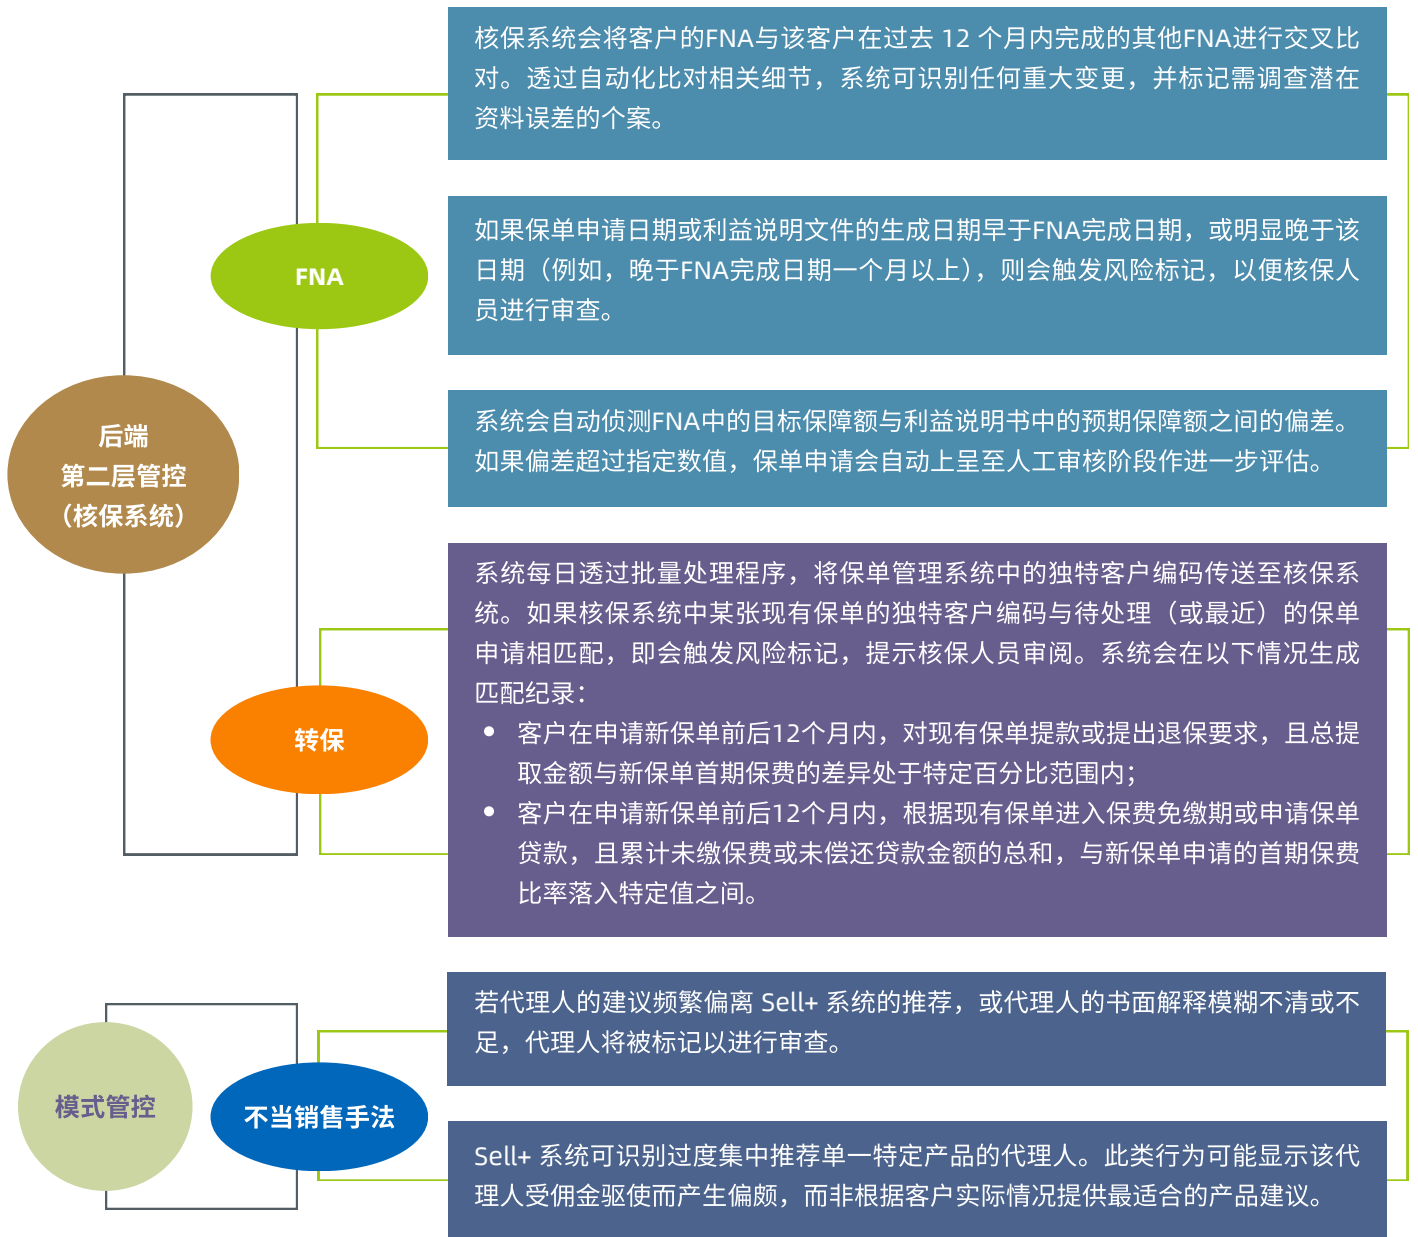 核保系统会将客户的FNA与该客户在过去 12 个月内完成的其他FNA进行交叉比
对。透过自动化比对相关细节，系统可识别任何重大变更，并标记需调查潜在
资料误差的个案。
如果保单申请日期或利益说明文件的生成日期早于FNA完成日期，或明显晚于该
日期（例如，晚于FNA完成日期一个月以上），则会触发风险标记，以便核保人
员进行审查。
FNA
系统会自动侦测FNA中的目标保障额与利益说明书中的预期保障额之间的偏差。
如果偏差超过指定数值，保单申请会自动上呈至人工审核阶段作进一步评估。
后端
第二层管控
（核保系统）
系统每日透过批量处理程序，将保单管理系统中的独特客户编码传送至核保系
统。如果核保系统中某张现有保单的独特客户编码与待处理（或最近）的保单
申请相匹配，即会触发风险标记，提示核保人员审阅。系统会在以下情况生成
匹配纪录：
• 客户在申请新保单前后12个月内，对现有保单提款或提出退保要求，且总提
取金额与新保单首期保费的差异处于特定百分比范围内；
• 客户在申请新保单前后12个月内，根据现有保单进入保费免缴期或申请保单
贷款，且累计未缴保费或未偿还贷款金额的总和，与新保单申请的首期保费
比率落入特定值之间。
转保
若代理人的建议频繁偏离 Sell+ 系统的推荐，或代理人的书面解释模糊不清或不
足，代理人将被标记以进行审查。
模式管控
不当销售手法
Sell+ 系统可识别过度集中推荐单一特定产品的代理人。此类行为可能显示该代
理人受佣金驱使而产生偏颇，而非根据客户实际情况提供最适合的产品建议。